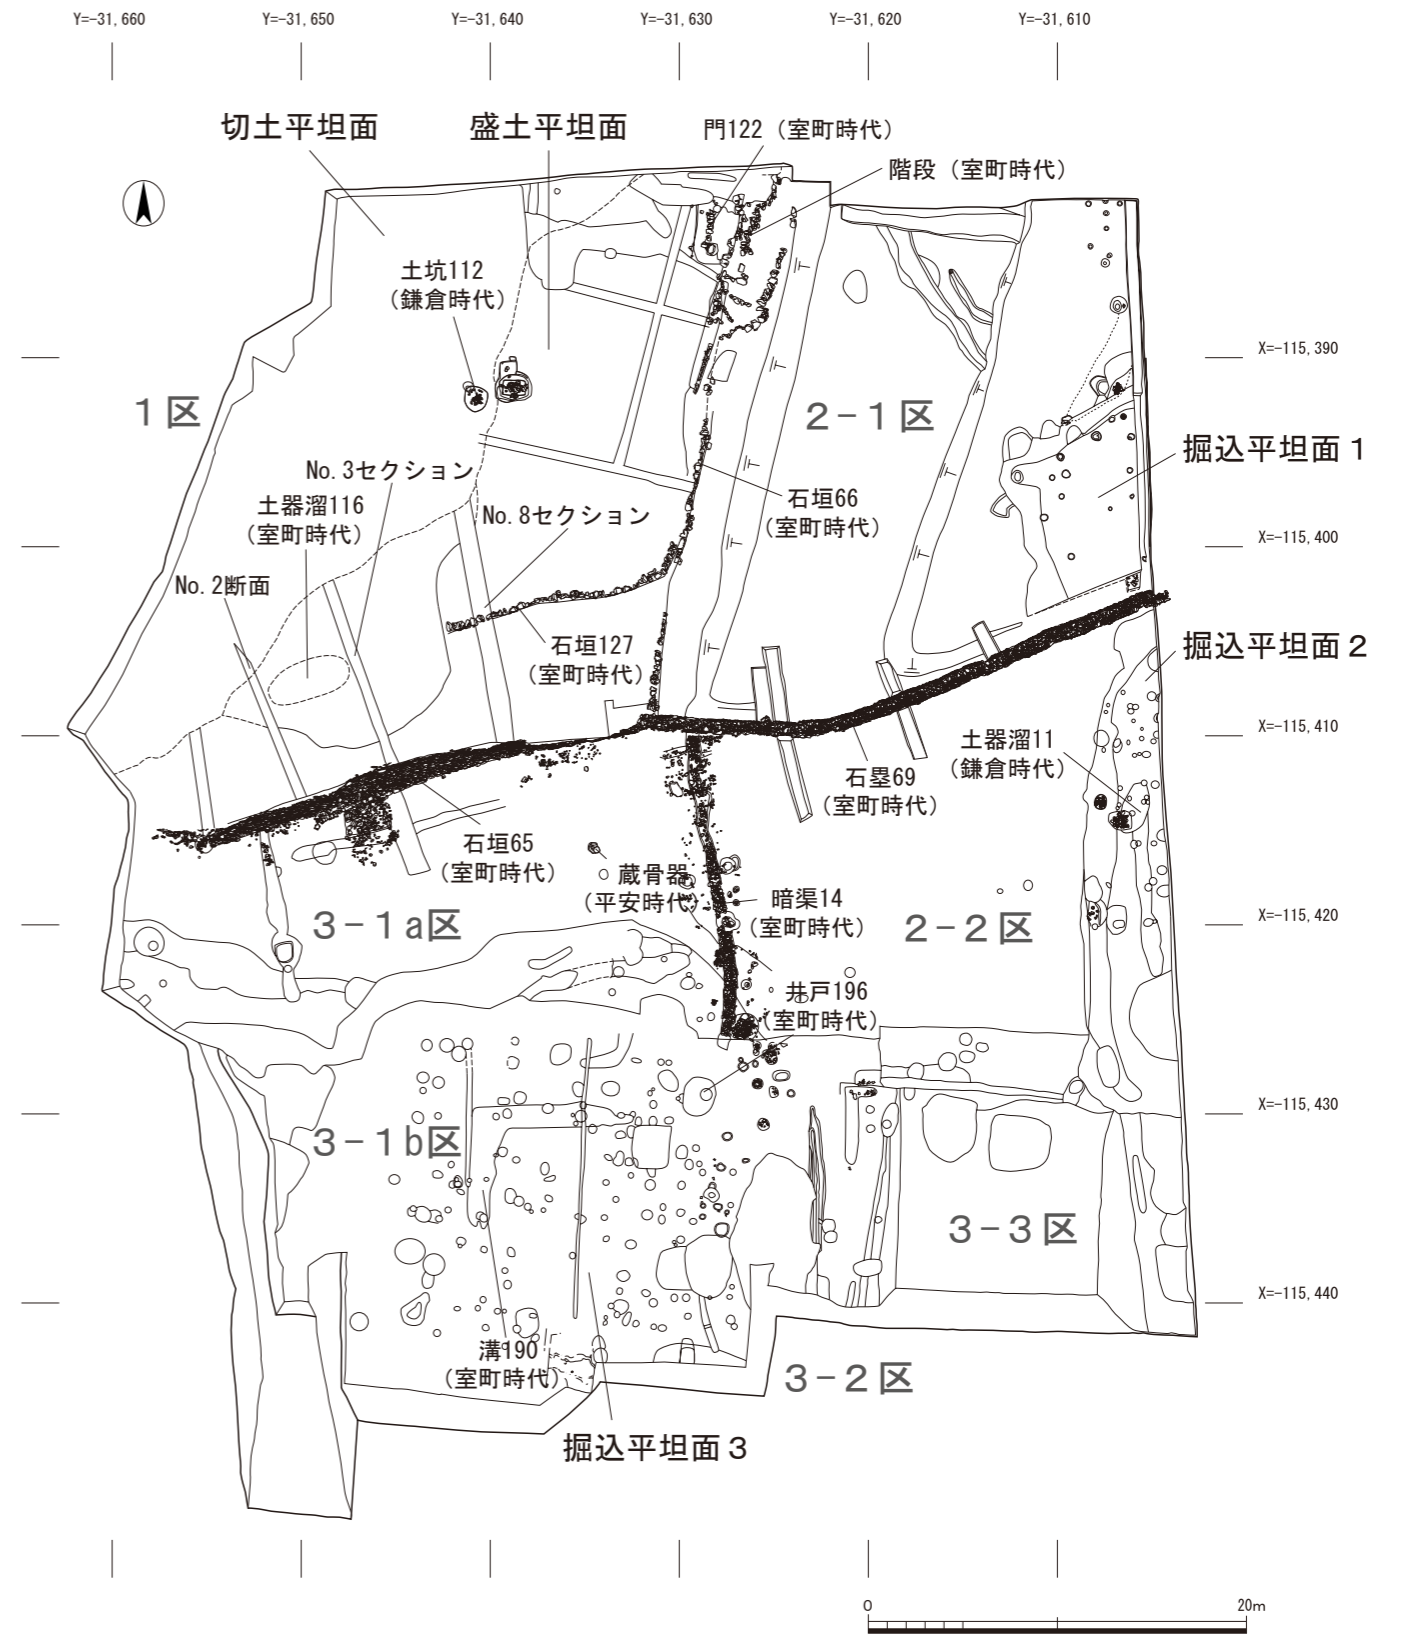 Y=-31,660
Y=-31,650
Y=-31,640
Y=-31,630
Y=-31,620
Y=-31,610
切土平坦面
盛土平坦面
門122（室町時代）
階段（室町時代）
土坑112
（鎌倉時代）
X=-115,390
1区
2-1区
掘込平坦面1
No.3セクション
土器溜116
（室町時代）
No.8セクション
石垣66
（室町時代）
X=-115,400
No.2断面
石垣127
（室町時代）
掘込平坦面2
X=-115,410
土器溜11
（鎌倉時代）
石塁69
（室町時代）
石垣65
（室町時代）
蔵骨器
（平安時代）
暗渠14
（室町時代）
X=-115,420
3-1a区
2-2区
井戸196
（室町時代）
X=-115,430
3-1b区
3-3区
X=-115,440
溝190
（室町時代）
3-2区
掘込平坦面3
0
20m